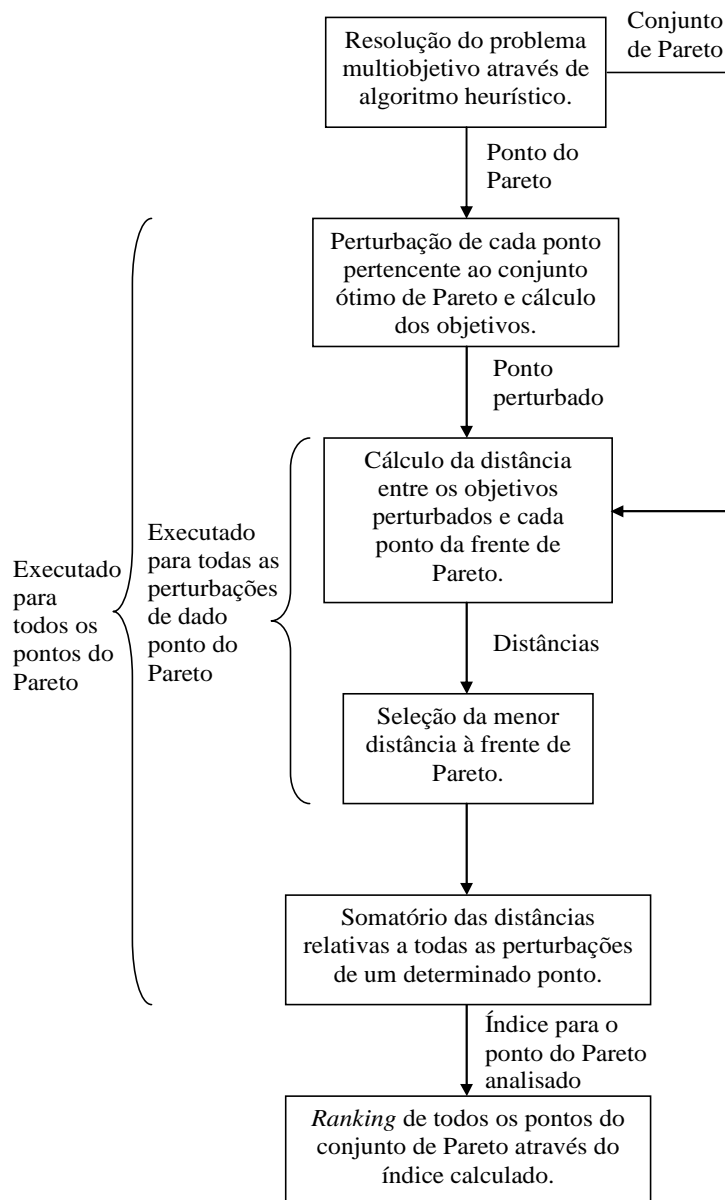 Conjunto
de Pareto
Resolução do problema
multiobjetivo através de
algoritmo heurístico.
Ponto do
Pareto
Perturbação de cada ponto
pertencente ao conjunto
ótimo de Pareto e cálculo
dos objetivos.
Ponto
perturbado
Cálculo da distância
entre os objetivos
perturbados e cada
ponto da frente de
Pareto.
Executado
para todas as
perturbações
de dado
ponto do
Pareto
Executado
para
todos os
pontos do
Pareto
Distâncias
Seleção da menor
distância à frente de
Pareto.
Somatório das distâncias
relativas a todas as perturbações
de um determinado ponto.
Índice para o
ponto do Pareto
analisado
Ranking de todos os pontos do
conjunto de Pareto através do
índice calculado.